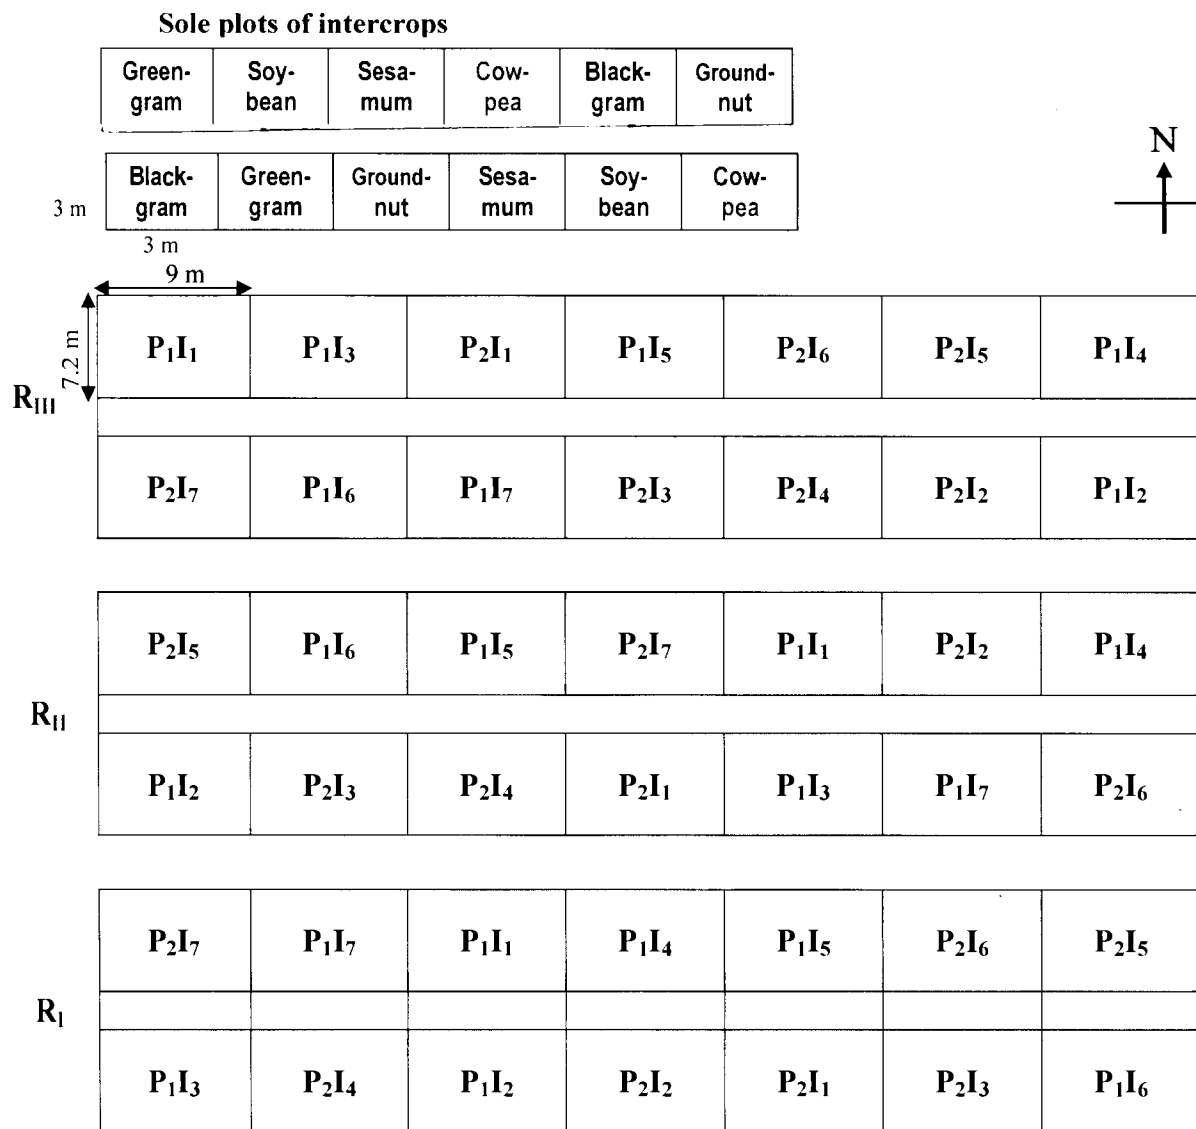 Sole plots of intercrops
Green- Soy- Sesa- Cow- Black- Ground-
gram bean mum pea gram nut
N
Black- Green- Ground- Sesa- Soy- Cow-
3 m gram gram nut mum bean pea
3 m
9 m
7.2 m
P₁I₁ P₁I₃ P₂I₁ P₁I₅ P₂I₆ P₂I₅ P₁I₄
R_III
P₂I₇ P₁I₆ P₁I₇ P₂I₃ P₂I₄ P₂I₂ P₁I₂
P₂I₅ P₁I₆ P₁I₅ P₂I₇ P₁I₁ P₂I₂ P₁I₄
R_II
P₁I₂ P₂I₃ P₂I₄ P₂I₁ P₁I₃ P₁I₇ P₂I₆
P₂I₇ P₁I₇ P₁I₁ P₁I₄ P₁I₅ P₂I₆ P₂I₅
R_I
P₁I₃ P₂I₄ P₁I₂ P₂I₂ P₂I₁ P₂I₃ P₁I₆